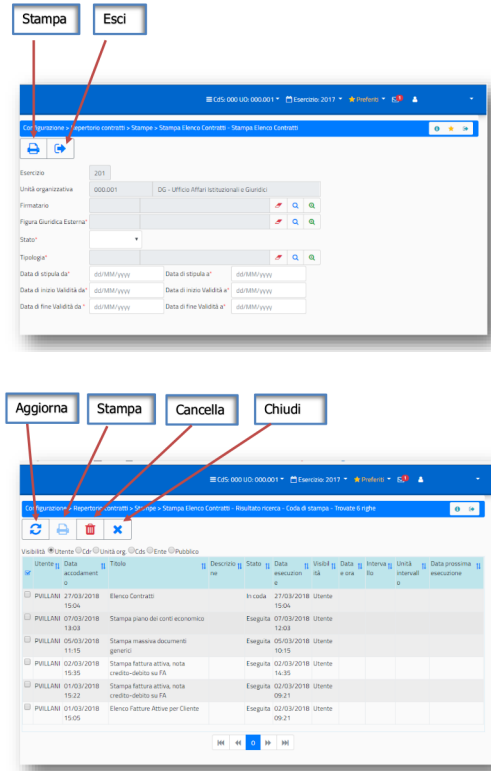 Stampa Esci
CdS: 000 UO: 000.001 Esercizio: 2017 Preferiti
Configurazione > Repertorio contratti > Stampe > Stampa Elenco Contratti - Stampa Elenco Contratti
Esercizio 201
Unità organizzativa 000.001 DG - Ufficio Affari Istituzionali e Giuridici
Firmatario
Figura Giuridica Esterna*
Stato*
Tipologia*
Data di stipula da* dd/MM/yyyy Data di stipula a* dd/MM/yyyy
Data di inizio Validità da* dd/MM/yyyy Data di inizio Validità a* dd/MM/yyyy
Data di fine Validità da * dd/MM/yyyy Data di fine Validità a* dd/MM/yyyy
Aggiorna Stampa Cancella Chiudi
CdS: 000 UO: 000.001 Esercizio: 2017 Preferiti
Configurazione > Repertorio contratti > Stampe > Stampa Elenco Contratti - Risultato ricerca - Coda di stampa - Trovate 6 righe
Visibilità Utente Cdr Unità org. Cds Ente Pubblico
Utente Data accodamento Titolo Descrizione Stato Data esecuzione Visibilità Data e ora Intervallo Unità intervallo Data prossima esecuzione
PVILLANI 27/03/2018 15:04 Elenco Contratti In coda 27/03/2018 15:04 Utente
PVILLANI 07/03/2018 13:03 Stampa piano dei conti economico Eseguita 07/03/2018 12:03 Utente
PVILLANI 05/03/2018 11:15 Stampa massiva documenti generici Eseguita 05/03/2018 10:15 Utente
PVILLANI 02/03/2018 15:35 Stampa fattura attiva, nota credito-debito su FA Eseguita 02/03/2018 14:35 Utente
PVILLANI 02/03/2018 15:22 Stampa fattura attiva, nota credito-debito su FA Eseguita 02/03/2018 09:21 Utente
PVILLANI 01/03/2018 15:05 Elenco Fatture Attive per Cliente Eseguita 02/03/2018 09:21 Utente
0